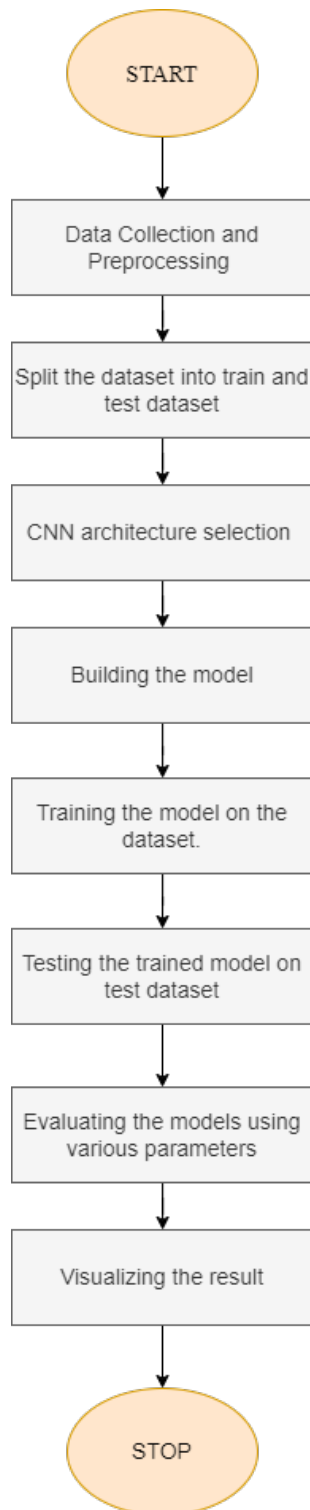 START
Data Collection and
Preprocessing
Split the dataset into train and
test dataset
CNN architecture selection
Building the model
Training the model on the
dataset.
Testing the trained model on
test dataset
Evaluating the models using
various parameters
Visualizing the result
STOP